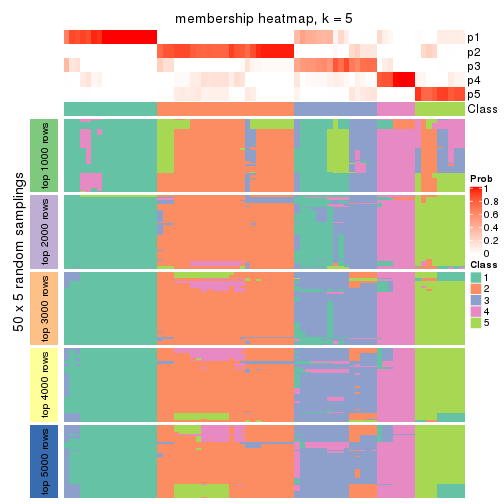 membership heatmap, k = 5
p1
p2
p3
p4
p5
Class
50 x 5 random samplings
top 1000 rows
top 2000 rows
top 3000 rows
top 4000 rows
top 5000 rows
Prob
1
0.8
0.6
0.4
0.2
0
Class
1
2
3
4
5